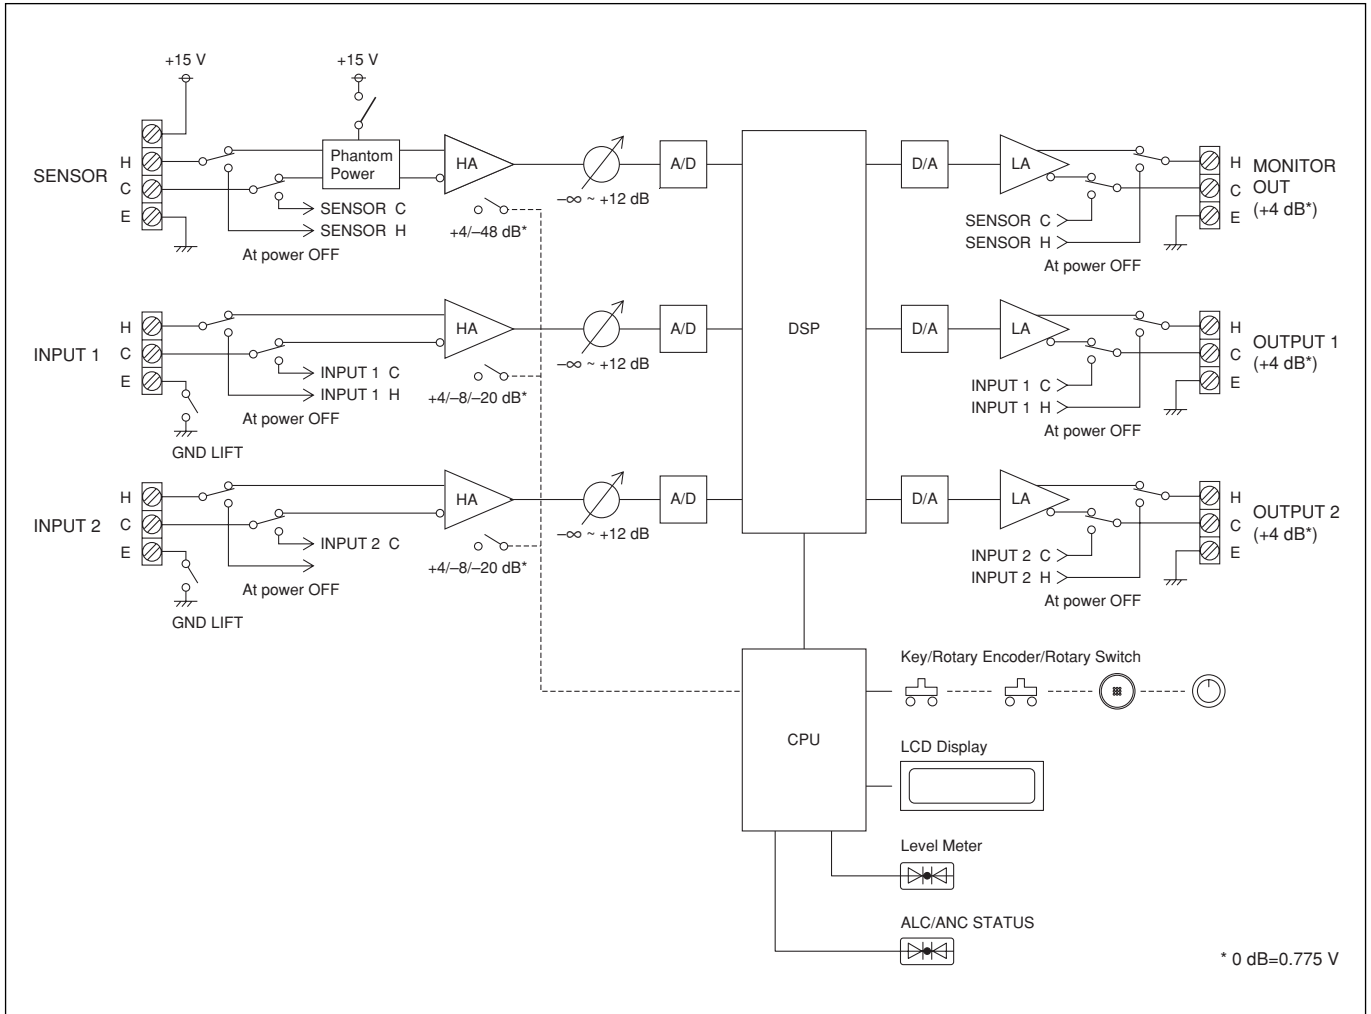 +15 V
+15 V
SENSOR
H
C
E
Phantom
Power
HA
−∞ ~ +12 dB
A/D
SENSOR C
SENSOR H
+4/–48 dB*
At power OFF
D/A
LA
H
C
E
MONITOR
OUT
(+4 dB*)
SENSOR C
SENSOR H
At power OFF
INPUT 1
H
C
E
GND LIFT
HA
−∞ ~ +12 dB
A/D
INPUT 1 C
INPUT 1 H
+4/–8/–20 dB*
At power OFF
DSP
D/A
LA
H
C
E
OUTPUT 1
(+4 dB*)
INPUT 1 C
INPUT 1 H
At power OFF
INPUT 2
H
C
E
GND LIFT
HA
−∞ ~ +12 dB
A/D
INPUT 2 C
+4/–8/–20 dB*
At power OFF
D/A
LA
H
C
E
OUTPUT 2
(+4 dB*)
INPUT 2 C
INPUT 2 H
At power OFF
CPU
Key/Rotary Encoder/Rotary Switch
LCD Display
Level Meter
ALC/ANC STATUS
* 0 dB=0.775 V